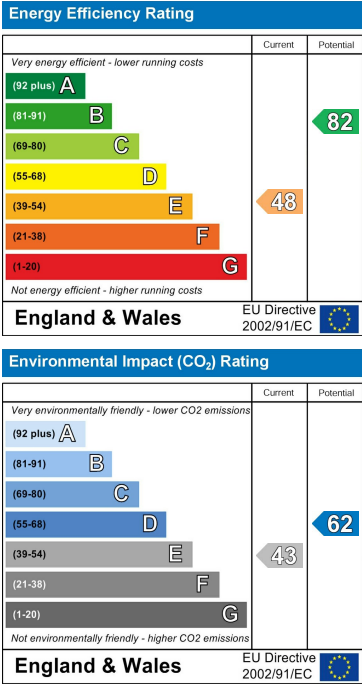 Energy Efficiency Rating
Current Potential
Very energy efficient - lower running costs
(92 plus) A
(81-91) B
82
(69-80) C
(55-68) D
(39-54) E
48
(21-38) F
(1-20) G
Not energy efficient - higher running costs
England & Wales
EU Directive
2002/91/EC
Environmental Impact (CO₂) Rating
Current Potential
Very environmentally friendly - lower CO2 emissions
(92 plus) A
(81-91) B
(69-80) C
(55-68) D
62
(39-54) E
43
(21-38) F
(1-20) G
Not environmentally friendly - higher CO2 emissions
England & Wales
EU Directive
2002/91/EC